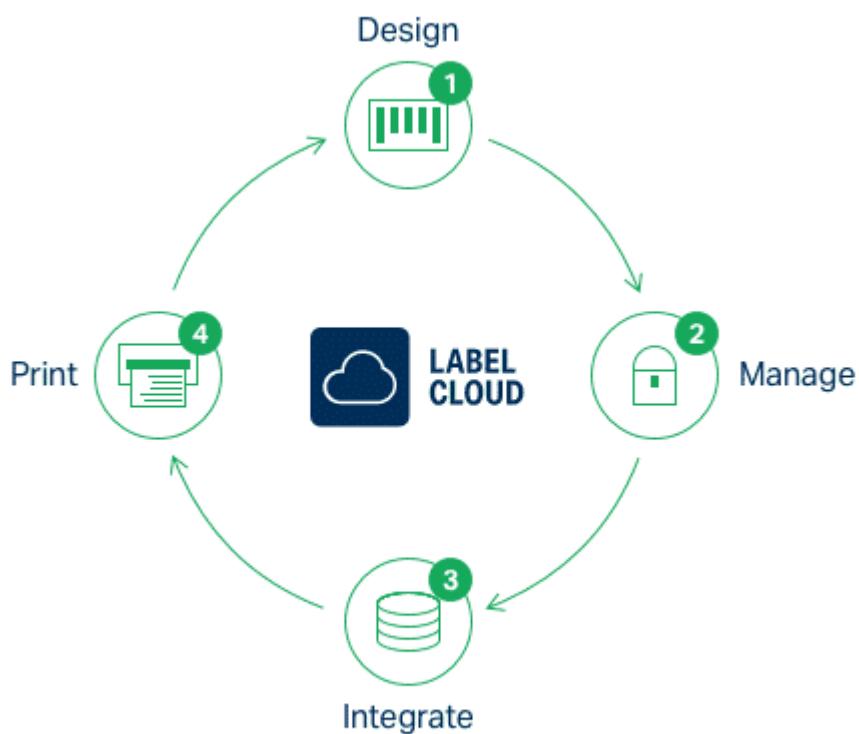 Design
1
2
Manage
3
Integrate
4
Print
LABEL
CLOUD